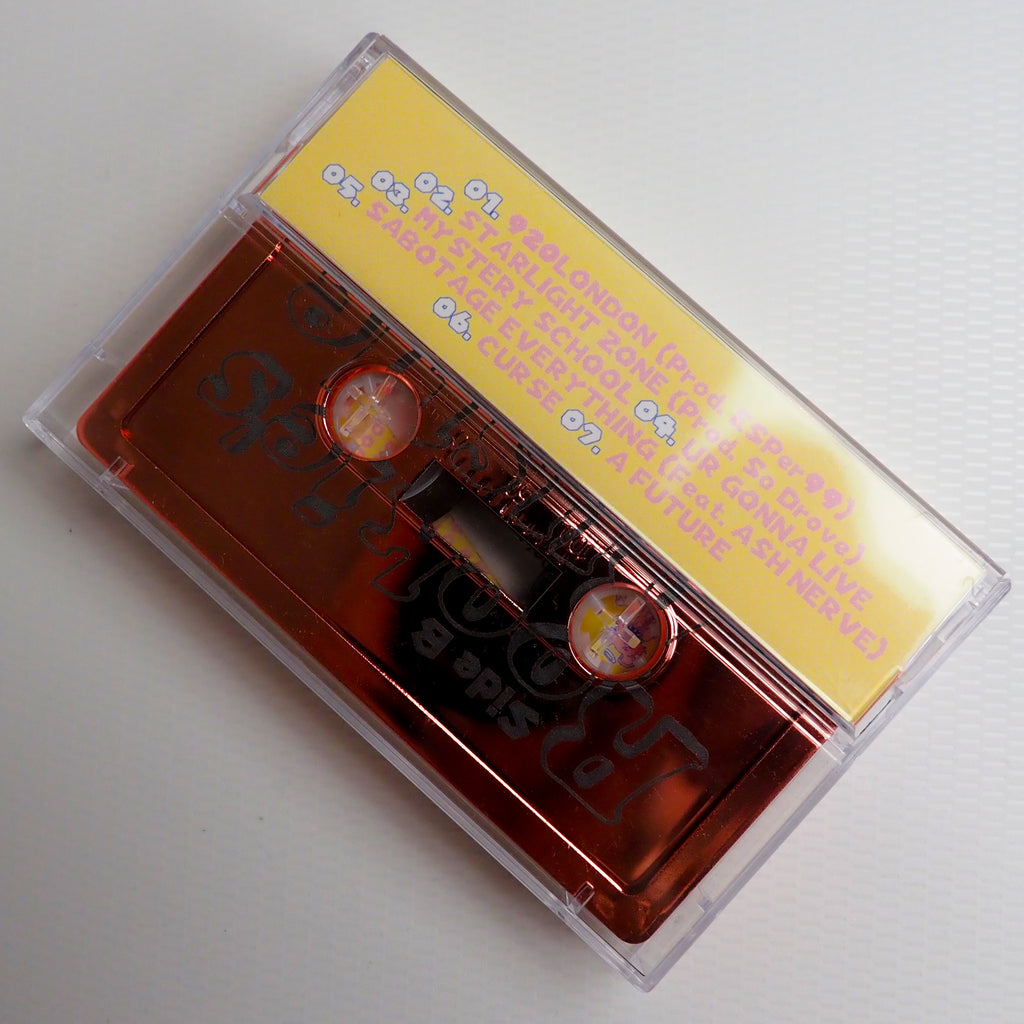 01. 920LONDON (Prod. ESPer99)
02. STARLIGHT ZONE (Prod. So Drove)
03. MYSTERY SCHOOL 04. UR GONNA LIVE
05. SABOTAGE EVERYTHING (Feat. ASH NERVE)
06. CURSE 07. A FUTURE
Side B